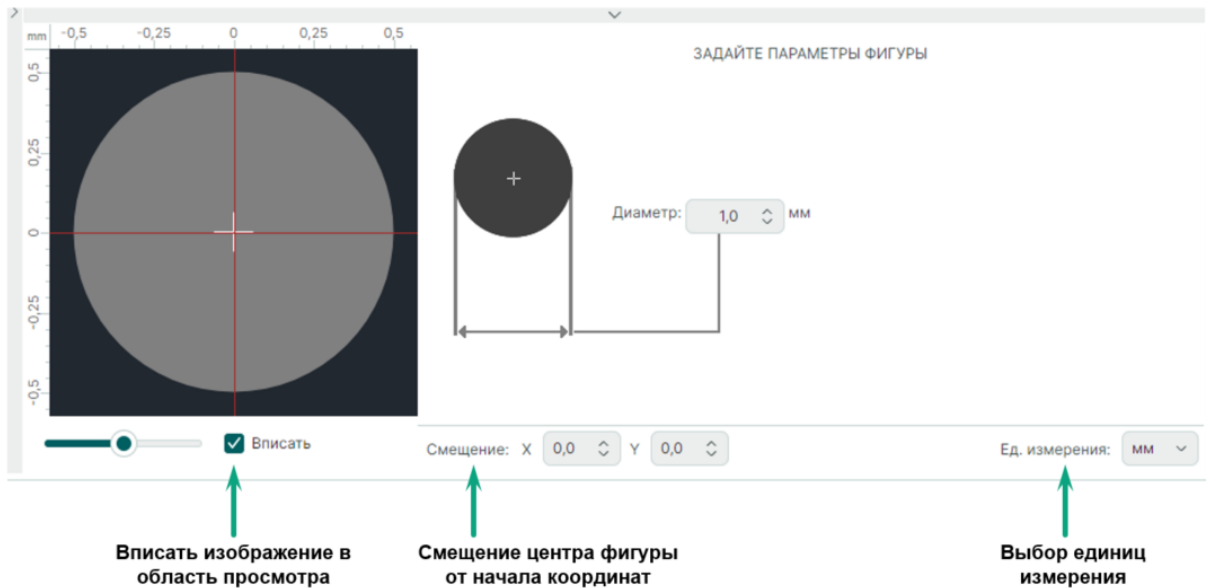 mm -0,5 -0,25 0 0,25 0,5
ЗАДАЙТЕ ПАРАМЕТРЫ ФИГУРЫ
0,5
0,25
0
-0,25
-0,5
Диаметр: 1,0 мм
Вписать
Смещение: X 0,0 Y 0,0
Ед. измерения: мм
Вписать изображение в
область просмотра
Смещение центра фигуры
от начала координат
Выбор единиц
измерения